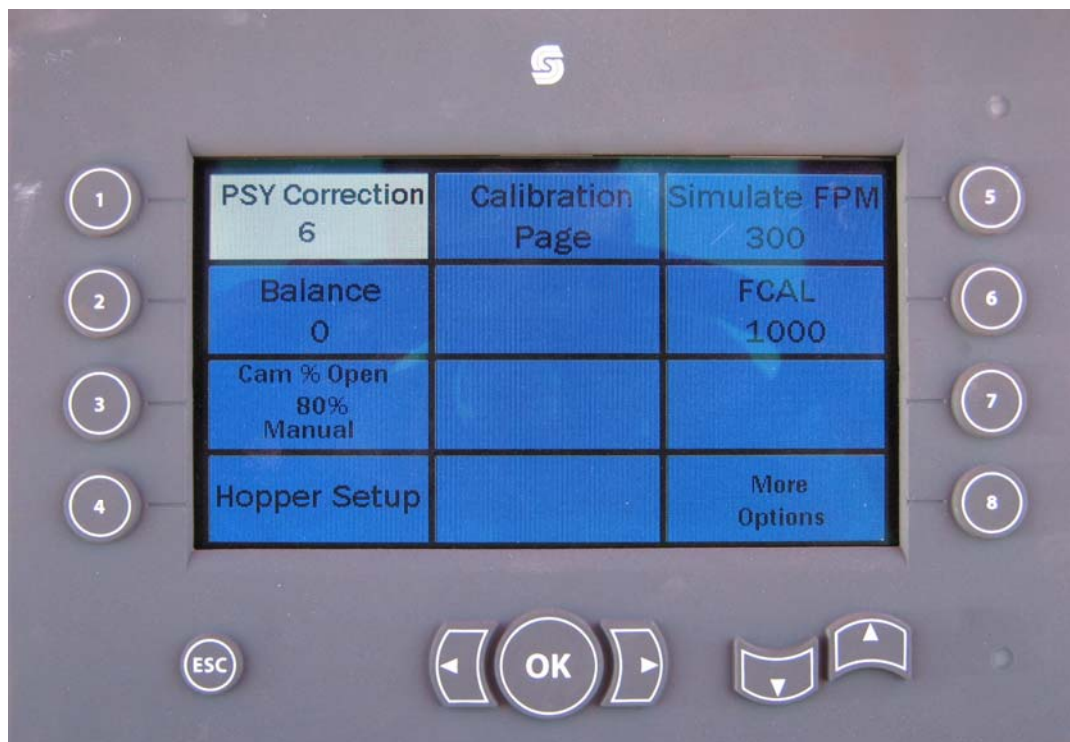 1
PSY Correction
6
Calibration
Page
Simulate FPM
300
5
2
Balance
0
FCAL
1000
6
3
Cam % Open
80%
Manual
7
4
Hopper Setup
More
Options
8
ESC
OK